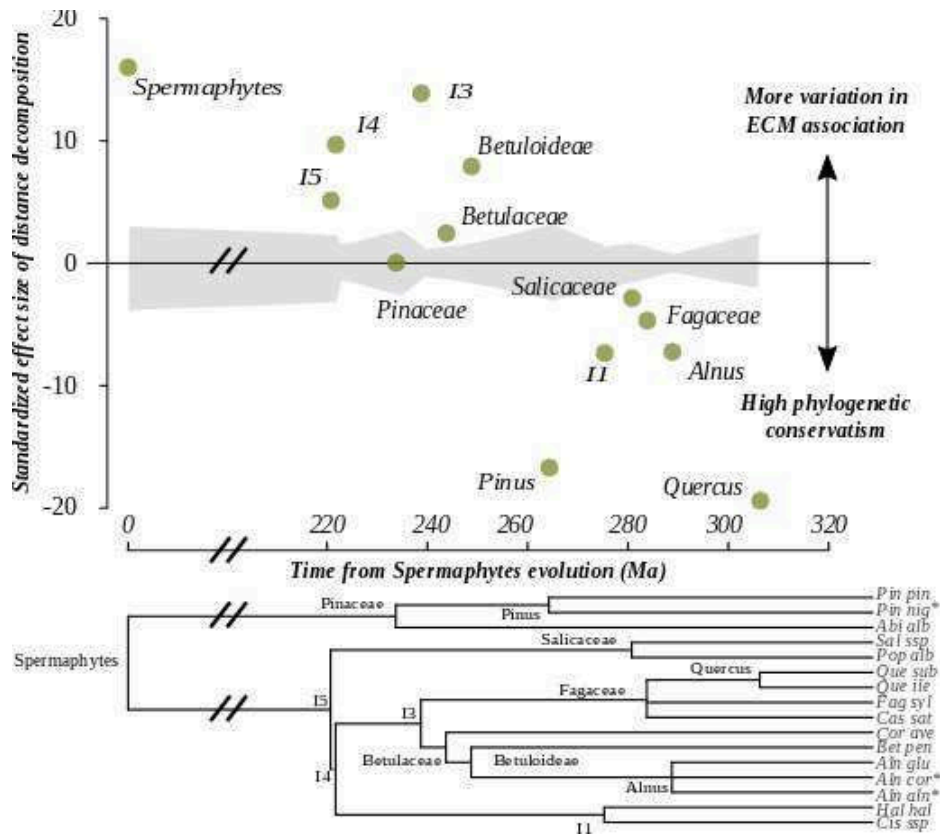 20
10
0
-10
-20
Standardized effect size of distance decomposition
Spermaphytes
I3
I4
I5
Betuloideae
Betulaceae
Pinaceae
Salicaceae
Fagaceae
I1
Alnus
Pinus
Quercus
More variation in
ECM association
High phylogenetic
conservatism
0 220 240 260 280 300 320
Time from Spermaphytes evolution (Ma)
Spermaphytes
Pinaceae
Pinus
Salicaceae
Quercus
Fagaceae
I5
I3
Betulaceae
Betuloideae
I4
Alnus
I1
Pin pin
Pin nig*
Abi alb
Sal ssp
Pop alb
Que sub
Que ile
Fag syl
Cas sat
Cor ave
Bet pen
Aln glu
Aln cor*
Aln aln*
Hal hal
Cis ssp